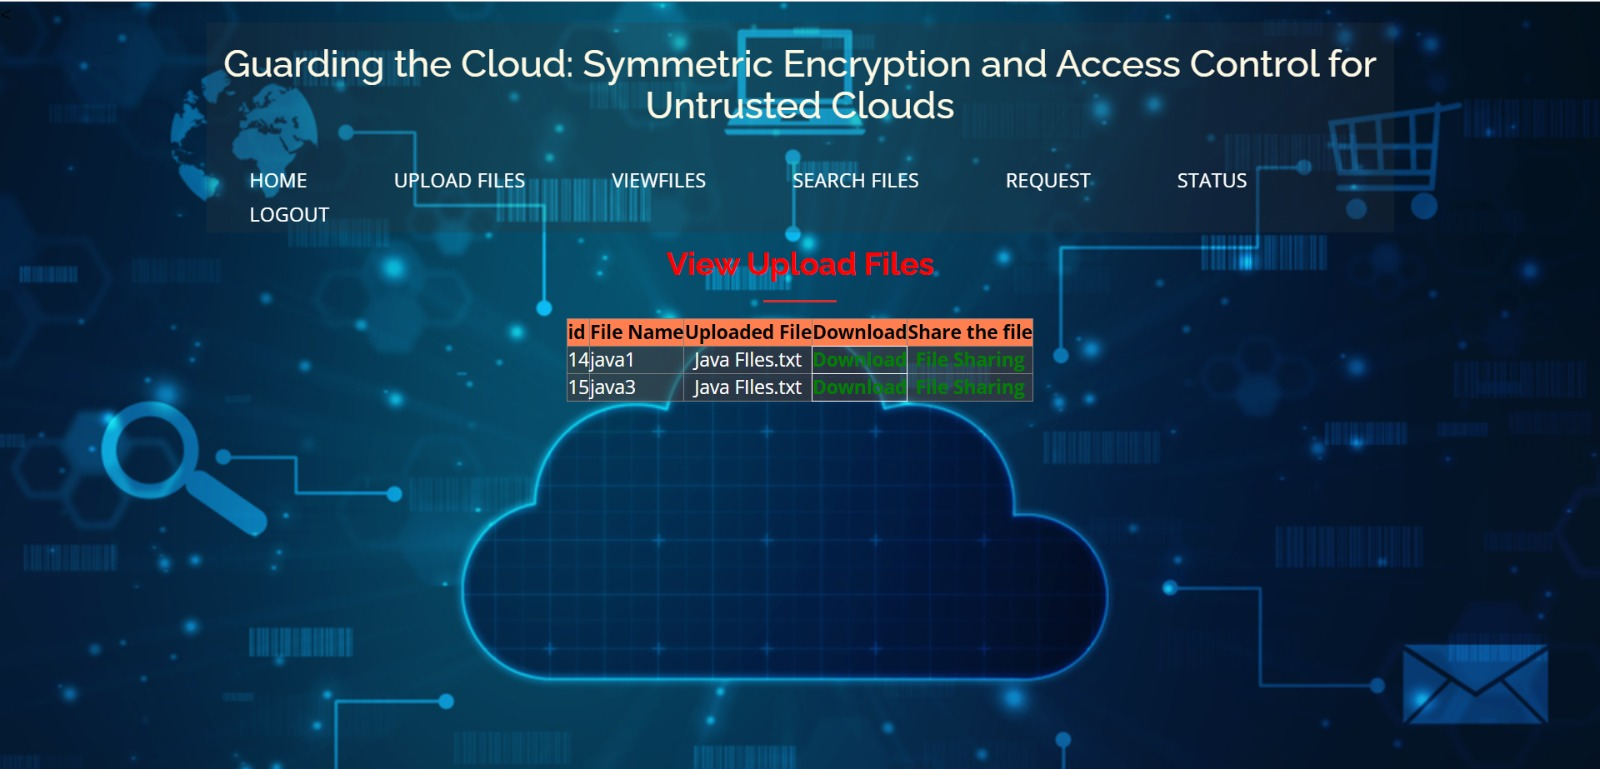 <
Guarding the Cloud: Symmetric Encryption and Access Control for
Untrusted Clouds
HOME UPLOAD FILES VIEWFILES SEARCH FILES REQUEST STATUS
LOGOUT
View Upload Files
id File Name Uploaded File Download Share the file
14 java1 Java FIles.txt Download File Sharing
15 java3 Java FIles.txt Download File Sharing